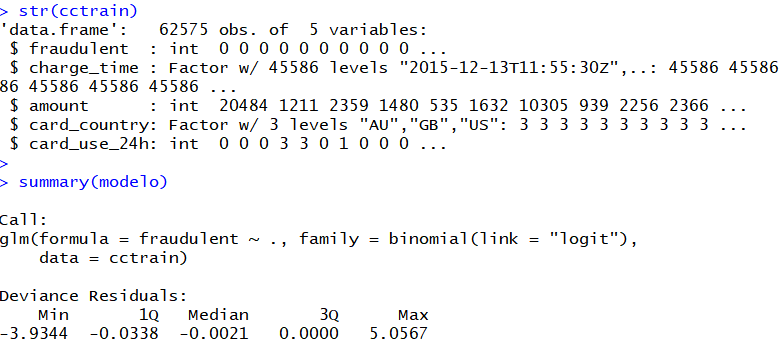 > str(cctrain)
'data.frame':   62575 obs. of  5 variables:
 $ fraudulent  : int  0 0 0 0 0 0 0 0 0 0 ...
 $ charge_time : Factor w/ 45586 levels "2015-12-13T11:55:30Z",..: 45586 45586
86 45586 45586 45586 ...
 $ amount      : int  20484 1211 2359 1480 535 1632 10305 939 2256 2366 ...
 $ card_country: Factor w/ 3 levels "AU","GB","US": 3 3 3 3 3 3 3 3 3 3 ...
 $ card_use_24h: int  0 0 0 3 3 0 1 0 0 0 ...
>
> summary(modelo)
Call:
glm(formula = fraudulent ~ ., family = binomial(link = "logit"),
    data = cctrain)
Deviance Residuals:
    Min       1Q   Median       3Q      Max
-3.9344  -0.0338  -0.0021   0.0000   5.0567